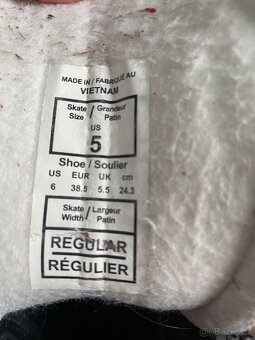 MADE IN / FABRIQUÉ AU
VIETNAM
Skate / Grandeur
Size / Patin
US
5
Shoe / Soulier
US EUR UK cm
6 38.5 5.5 24.3
Skate / Largeur
Width / Patin
REGULAR
RÉGULIER